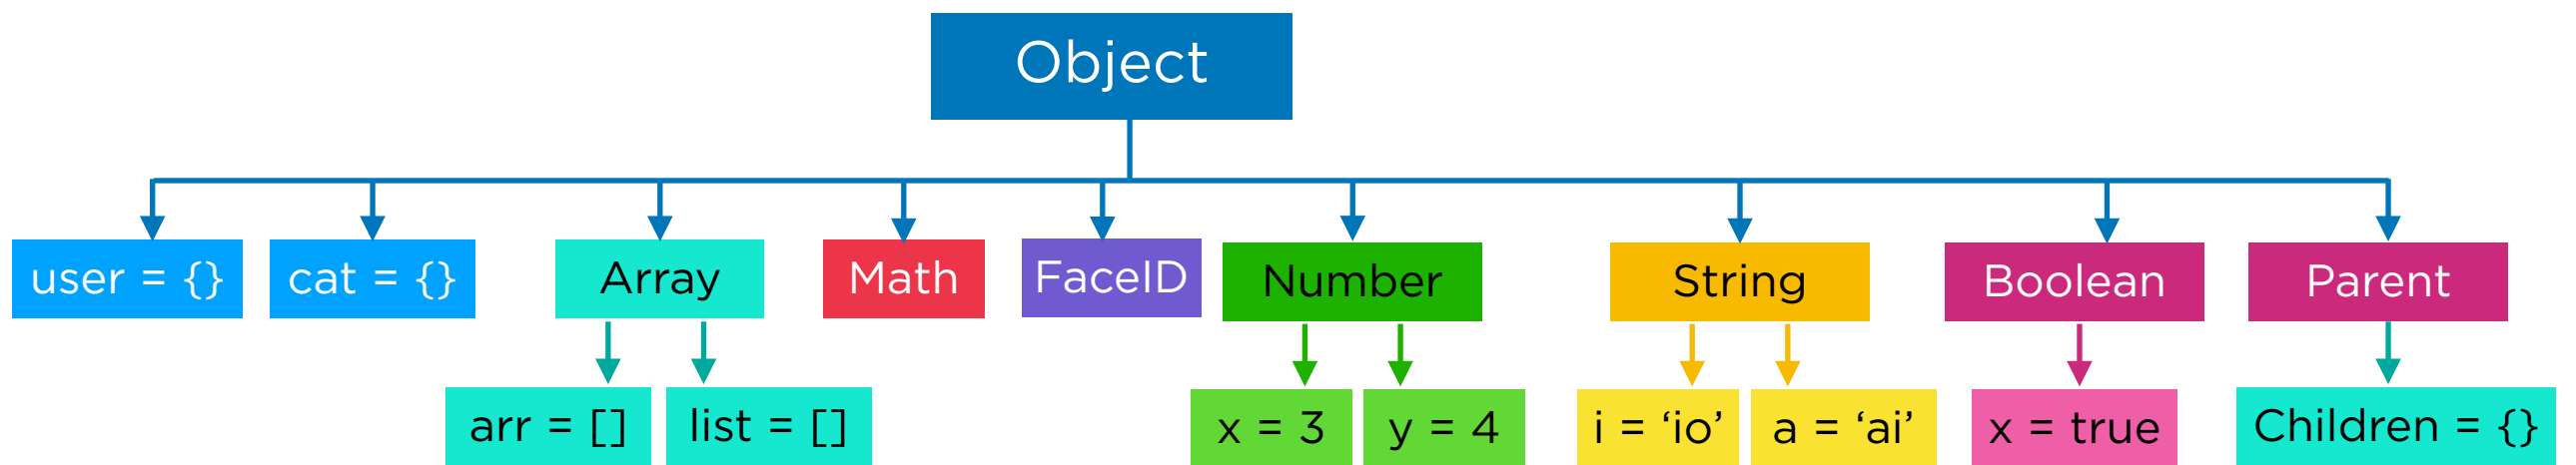 Object
user = {}
cat = {}
Array
Math
FaceID
Number
String
Boolean
Parent
arr = []
list = []
x = 3
y = 4
i = ‘io’
a = ‘ai’
x = true
Children = {}